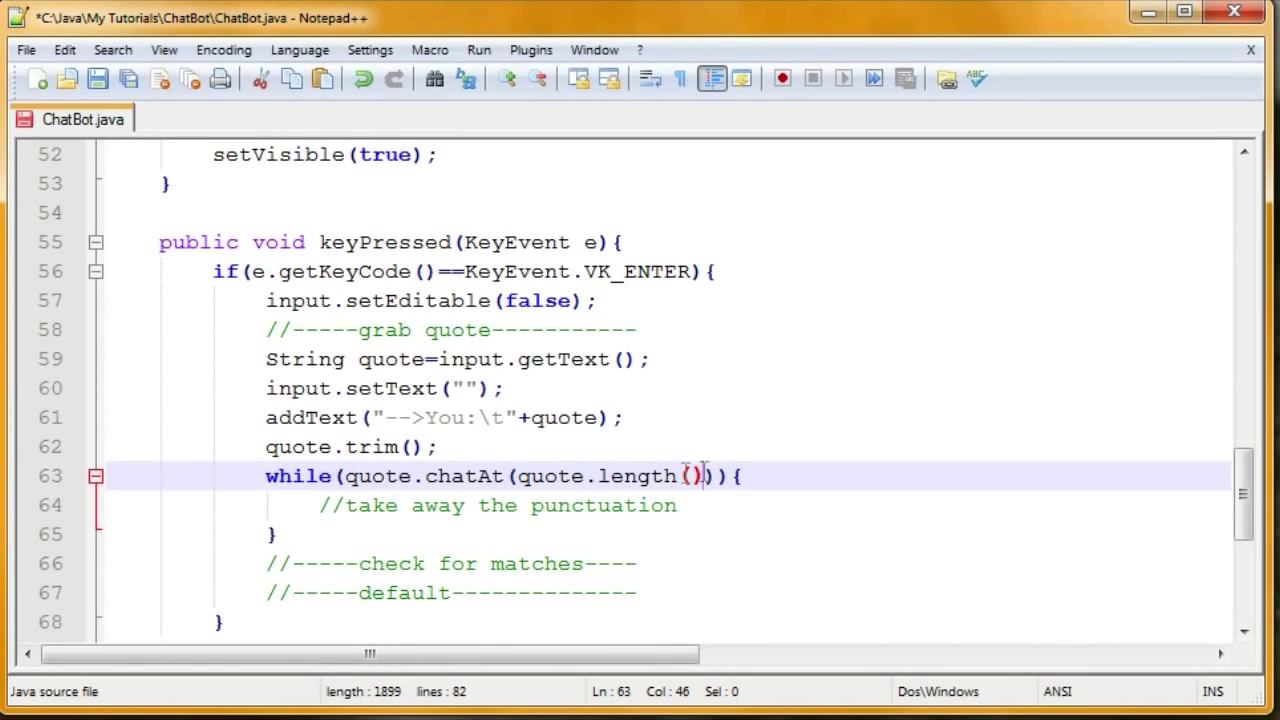 *C:\Java\My Tutorials\ChatBot\ChatBot.java - Notepad++
File Edit Search View Encoding Language Settings Macro Run Plugins Window ? X
ABC
ChatBot.java
52 setVisible(true);
53 }
54
55 public void keyPressed(KeyEvent e){
56 if(e.getKeyCode()==KeyEvent.VK_ENTER){
57 input.setEditable(false);
58 //-----grab quote-----------
59 String quote=input.getText();
60 input.setText("");
61 addText("-->You:\t"+quote);
62 quote.trim();
63 while(quote.chatAt(quote.length())){
64 //take away the punctuation
65 }
66 //-----check for matches----
67 //-----default--------------
68 }
Java source file length : 1899 lines : 82 Ln : 63 Col : 46 Sel : 0 Dos\Windows ANSI INS